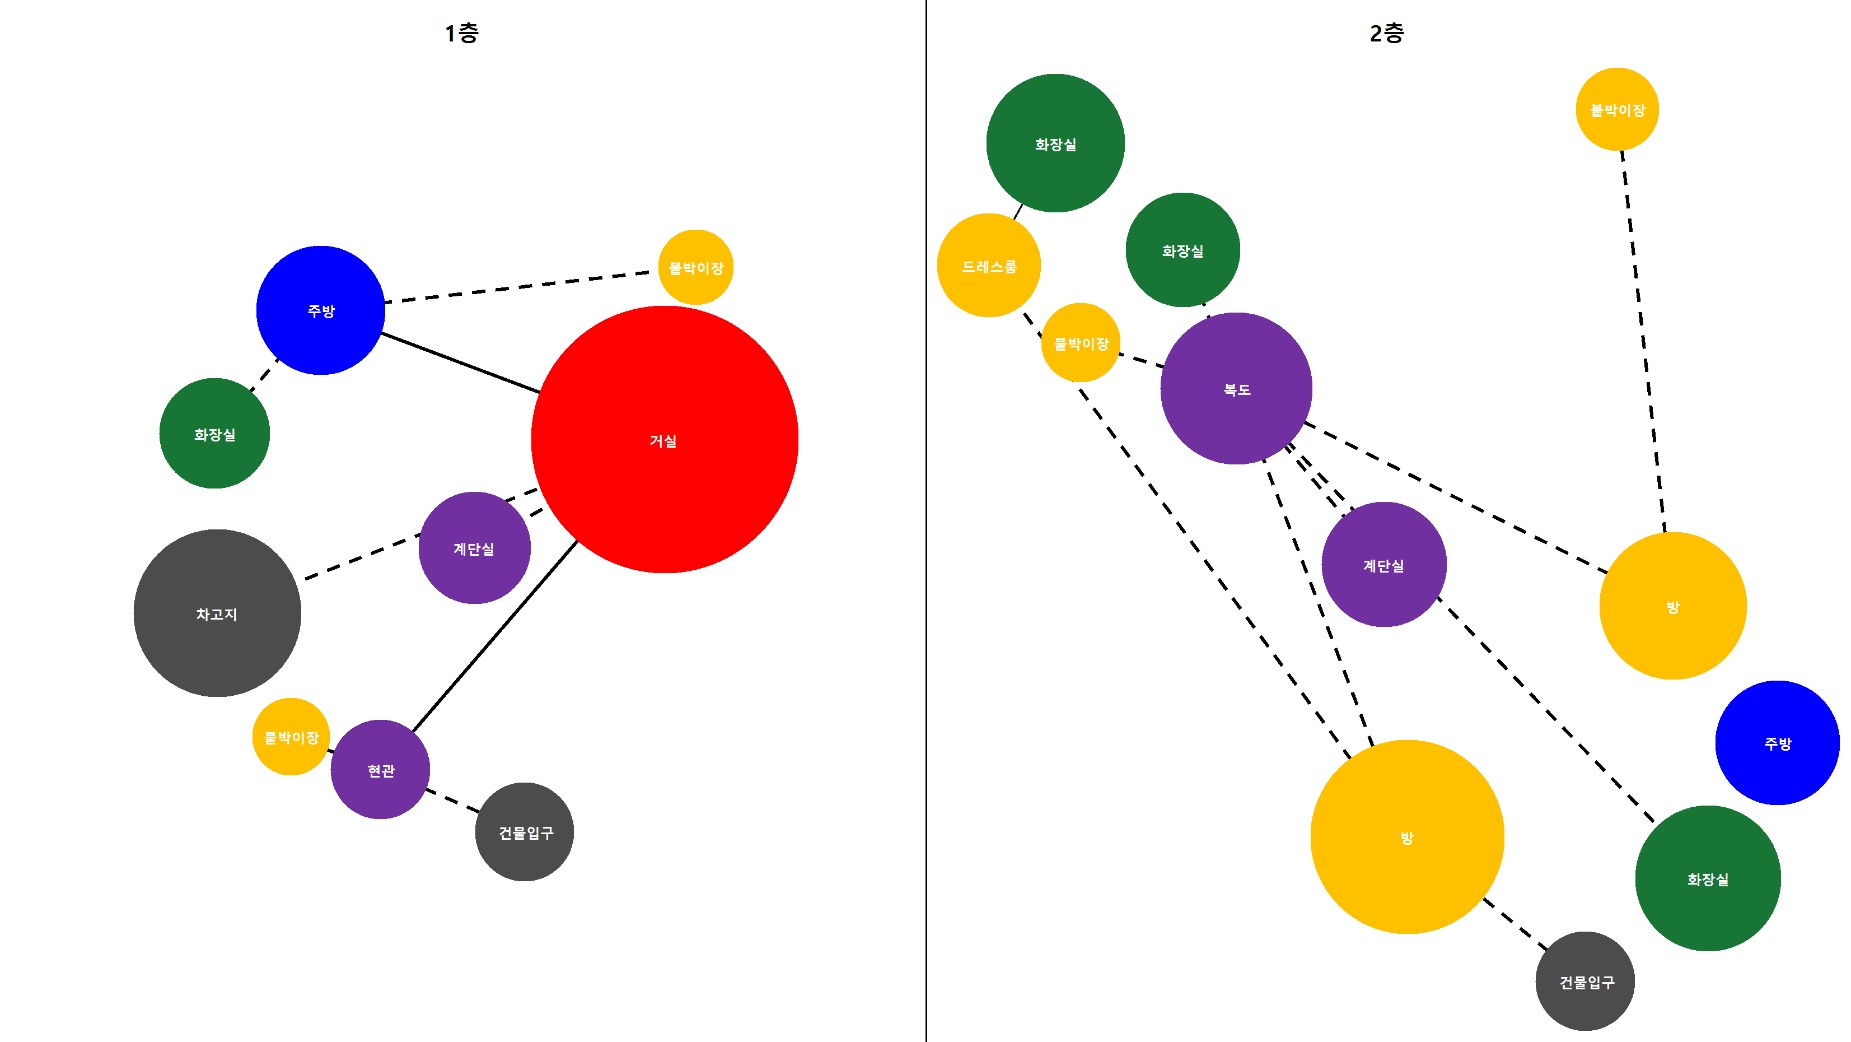 1층
붙박이장
주방
화장실
거실
계단실
차고지
붙박이장
현관
건물입구
2층
붙박이장
화장실
화장실
드레스룸
붙박이장
복도
계단실
방
주방
방
화장실
건물입구